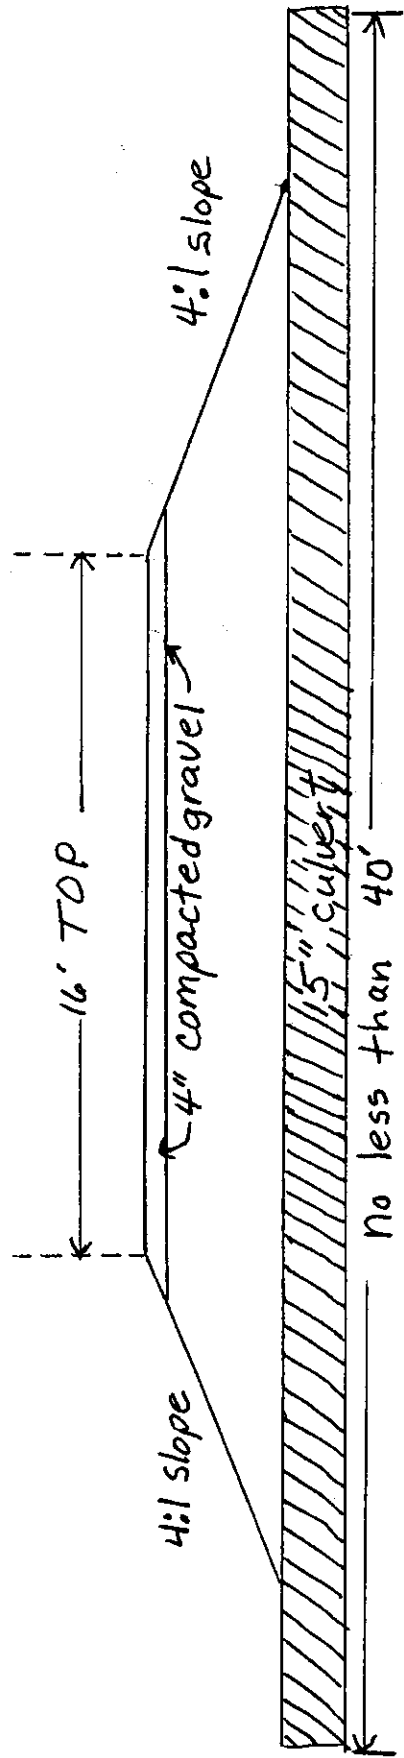 16' TOP
4:1 slope
4" compacted gravel
4:1 slope
15" culvert
no less than 40'